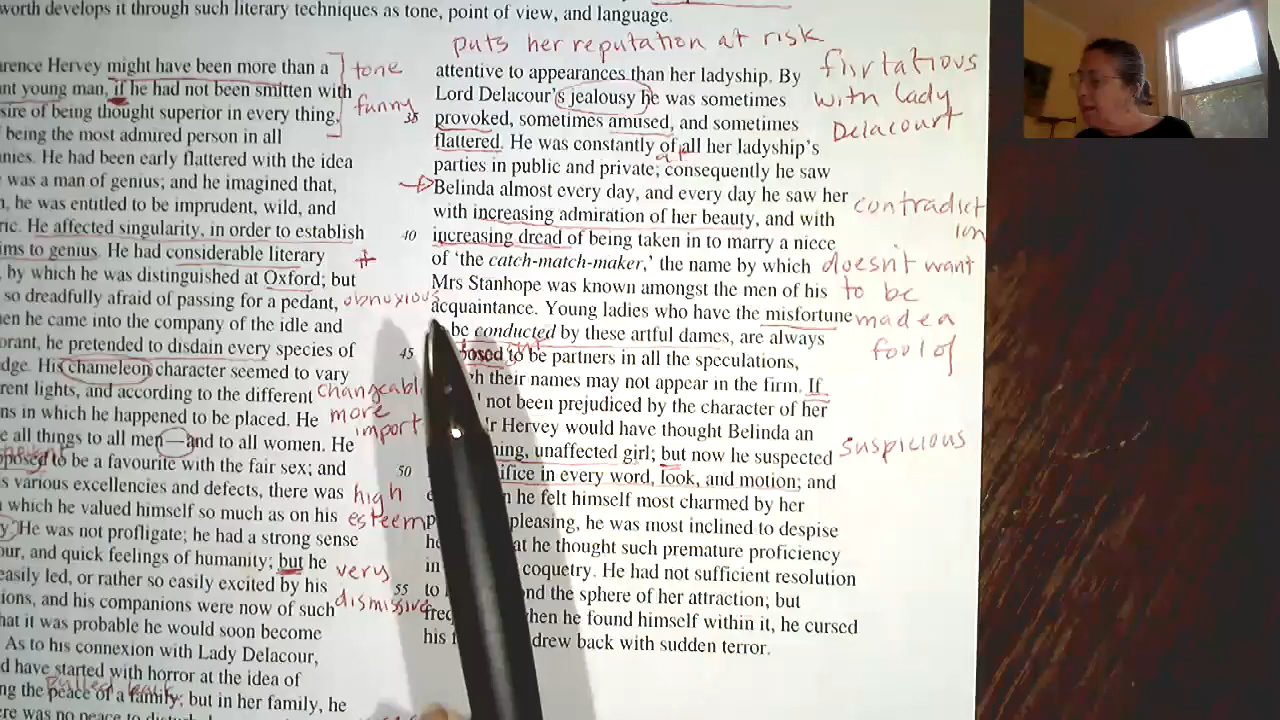 worth develops it through such literary techniques as tone, point of view, and language.
rence Hervey might have been more than a
nt young man, if he had not been smitten with
sire of being thought superior in every thing,
being the most admired person in all
nies. He had been early flattered with the idea
was a man of genius; and he imagined that,
, he was entitled to be imprudent, wild, and
ric. He affected singularity, in order to establish
ims to genius. He had considerable literary
, by which he was distinguished at Oxford; but
so dreadfully afraid of passing for a pedant,
en he came into the company of the idle and
orant, he pretended to disdain every species of
dge. His chameleon character seemed to vary
rent lights, and according to the different
ns in which he happened to be placed. He
e all things to all men—and to all women. He
pposed to be a favourite with the fair sex; and
s various excellencies and defects, there was
which he valued himself so much as on his
y. He was not profligate; he had a strong sense
our, and quick feelings of humanity; but he
easily led, or rather so easily excited by his
ions, and his companions were now of such
hat it was probable he would soon become
As to his connexion with Lady Delacour,
d have started with horror at the idea of
ng the peace of a family; but in her family, he
ere was no peace to
tone
funny
+
obnuxious
changeabl
more
import
high
esteem
very
dismissive
puts her reputation at risk
attentive to appearances than her ladyship. By
Lord Delacour's jealousy he was sometimes
35 provoked, sometimes amused, and sometimes
flattered. He was constantly of all her ladyship's
parties in public and private; consequently he saw
Belinda almost every day, and every day he saw her
with increasing admiration of her beauty, and with
40 increasing dread of being taken in to marry a niece
of 'the catch-match-maker,' the name by which
Mrs Stanhope was known amongst the men of his
acquaintance. Young ladies who have the misfortune
be conducted by these artful dames, are always
45 posed to be partners in all the speculations,
h their names may not appear in the firm. If
not been prejudiced by the character of her
r Hervey would have thought Belinda an
ning, unaffected girl; but now he suspected
50 ifice in every word, look, and motion; and
he felt himself most charmed by her
pleasing, he was most inclined to despise
at he thought such premature proficiency
in coquetry. He had not sufficient resolution
55 to nd the sphere of her attraction; but
freq hen he found himself within it, he cursed
his f drew back with sudden terror.
flirtatious
with lady
Delacourt
contradict
ion
doesn't want
to be
made a
fool of
suspicious